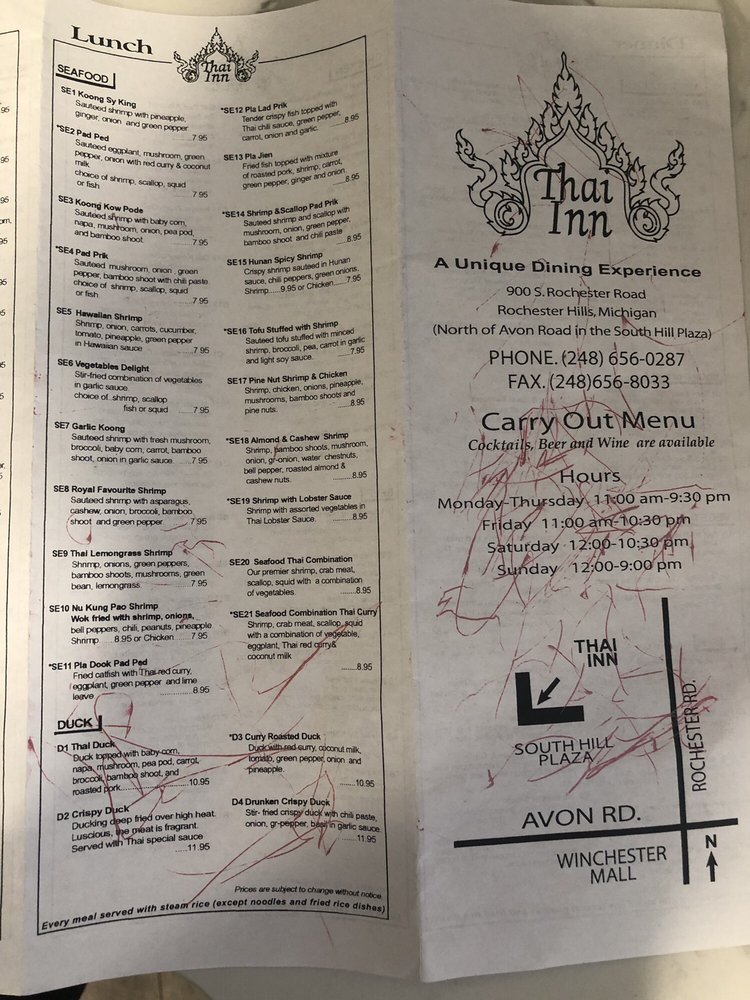 Lunch
Thai
Inn
SEAFOOD
SE1 Koong Sy King
Sauteed shrimp with pineapple,
ginger, onion and green pepper
.....7.95
*SE2 Pad Ped
Sauteed eggplant, mushroom, green
pepper, onion with red curry & coconut
milk
choice of shrimp, scallop, squid
or fish
.....7.95
SE3 Koong Kow Pode
Sauteed shrimp with baby corn,
napa, mushroom, onion, pea pod,
and bamboo shoot. .....7.95
*SE4 Pad Prik
Sauteed mushroom, onion , green
pepper, bamboo shoot with chili paste
choice of shrimp, scallop, squid
or fish
.....7.95
SE5 Hawaiian Shrimp
Shrimp, onion, carrots, cucumber,
tomato, pineapple, green pepper
in Hawaiian sauce .....7.95
SE6 Vegetables Delight
Stir-fried combination of vegetables
in garlic sauce.
choice of shrimp, scallop
fish or squid .....7.95
SE7 Garlic Koong
Sauteed shrimp with fresh mushroom,
broccoli, baby corn, carrot, bamboo
shoot, onion in garlic sauce. .....7.95
SE8 Royal Favourite Shrimp
Sauteed shrimp with asparagus,
cashew, onion, broccoli, bamboo
shoot and green pepper .....7.95
SE9 Thai Lemongrass Shrimp
Shrimp, onions, green peppers,
bamboo shoots, mushrooms, green
bean, lemongrass. .....7.95
SE10 Nu Kung Pao Shrimp
Wok fried with shrimp, onions,
bell peppers, chili, peanuts, pineapple
Shrimp......8.95 or Chicken.....7.95
*SE11 Pla Dook Pad Ped
Fried catfish with Thai red curry,
eggplant, green pepper and lime
leave. .....8.95
DUCK
D1 Thai Duck
Duck topped with baby corn,
napa, mushroom, pea pod, carrot,
broccoli, bamboo shoot, and
roasted pork.....10.95
D2 Crispy Duck
Ducking deep fried over high heat.
Luscious, the meat is fragrant.
Served with Thai special sauce
.....11.95
*SE12 Pla Lad Prik
Tender crispy fish topped with
Thai chili sauce, green pepper,
carrot, onion and garlic. .....8.95
SE13 Pla Jien
Fried fish topped with mixture
of roasted pork, shrimp, carrot,
green pepper, ginger and onion.
.....8.95
*SE14 Shrimp &Scallop Pad Prik
Sauteed shrimp and scallop with
mushroom, onion, green pepper,
bamboo shoot and chili paste
.....8.95
SE15 Hunan Spicy Shrimp
Crispy shrimp sauteed in Hunan
sauce, chili peppers, green onions,
Shrimp.....9.95 or Chicken.....7.95
*SE16 Tofu Stuffed with Shrimp
Sauteed tofu stuffed with minced
shrimp, broccoli, pea, carrot in garlic
and light soy sauce. .....7.95
SE17 Pine Nut Shrimp & Chicken
Shrimp, chicken, onions, pineapple,
mushrooms, bamboo shoots and
pine nuts. .....8.95
*SE18 Almond & Cashew Shrimp
Shrimp, bamboo shoots, mushroom,
onion, gr-onion, water chestnuts,
bell pepper, roasted almond &
cashew nuts. .....8.95
*SE19 Shrimp with Lobster Sauce
Shrimp with assorted vegetables in
Thai Lobster Sauce. .....8.95
SE20 Seafood Thai Combination
Our premier shrimp, crab meat,
scallop, squid with a combination
of vegetables ........8.95
*SE21 Seafood Combination Thai Curry
Shrimp, crab meat, scallop, squid
with a combination of vegetable,
eggplant, Thai red curry&
coconut milk
.......8.95
*D3 Curry Roasted Duck
Duck with red curry, coconut milk,
tomato, green pepper, onion and
pineapple.
.....10.95
D4 Drunken Crispy Duck
Stir- fried crispy duck with chili paste,
onion, gr-pepper, basil in garlic sauce
.....11.95
Prices are subject to change without notice.
Every meal served with steam rice (except noodles and fried rice dishes)
Thai
Inn
A Unique Dining Experience
900 S. Rochester Road
Rochester Hills, Michigan
(North of Avon Road in the South Hill Plaza)
PHONE. (248) 656-0287
FAX. (248)656-8033
Carry Out Menu
Cocktails, Beer and Wine are available
Hours
Monday-Thursday 11:00 am-9:30 pm
Friday 11:00 am-10:30 pm
Saturday 12:00-10:30 pm
Sunday 12:00-9:00 pm
THAI
INN
SOUTH HILL
PLAZA
ROCHESTER RD.
AVON RD.
WINCHESTER
MALL
N